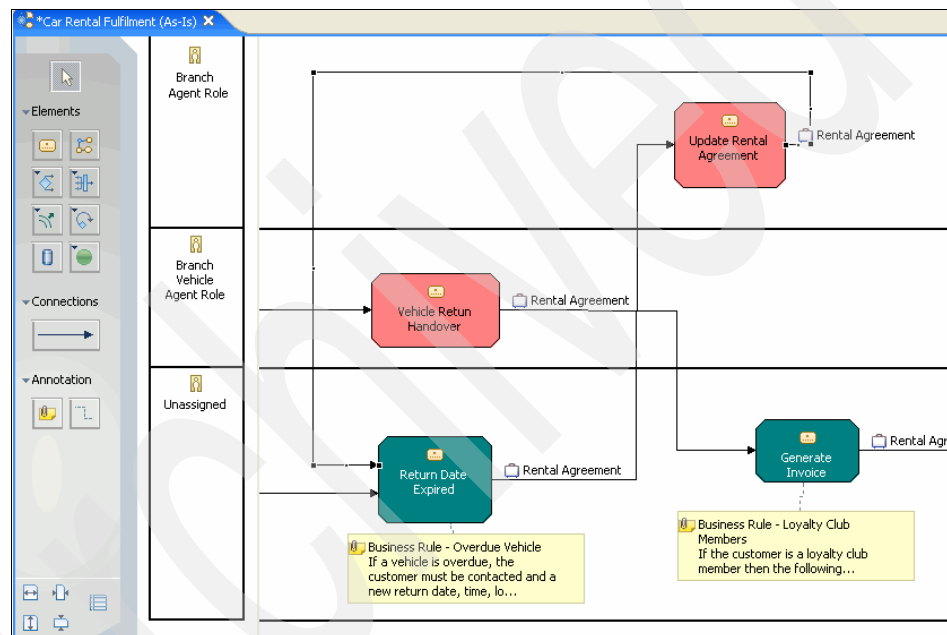 *Car Rental Fulfilment (As-Is)
Elements
Connections
Annotation
Branch
Agent Role
Update Rental
Agreement
Rental Agreement
Branch
Vehicle
Agent Role
Vehicle Retun
Handover
Rental Agreement
Unassigned
Return Date
Expired
Rental Agreement
Generate
Invoice
Rental Agr
Business Rule - Overdue Vehicle
If a vehicle is overdue, the
customer must be contacted and a
new return date, time, lo...
Business Rule - Loyalty Club
Members
If the customer is a loyalty club
member then the following...